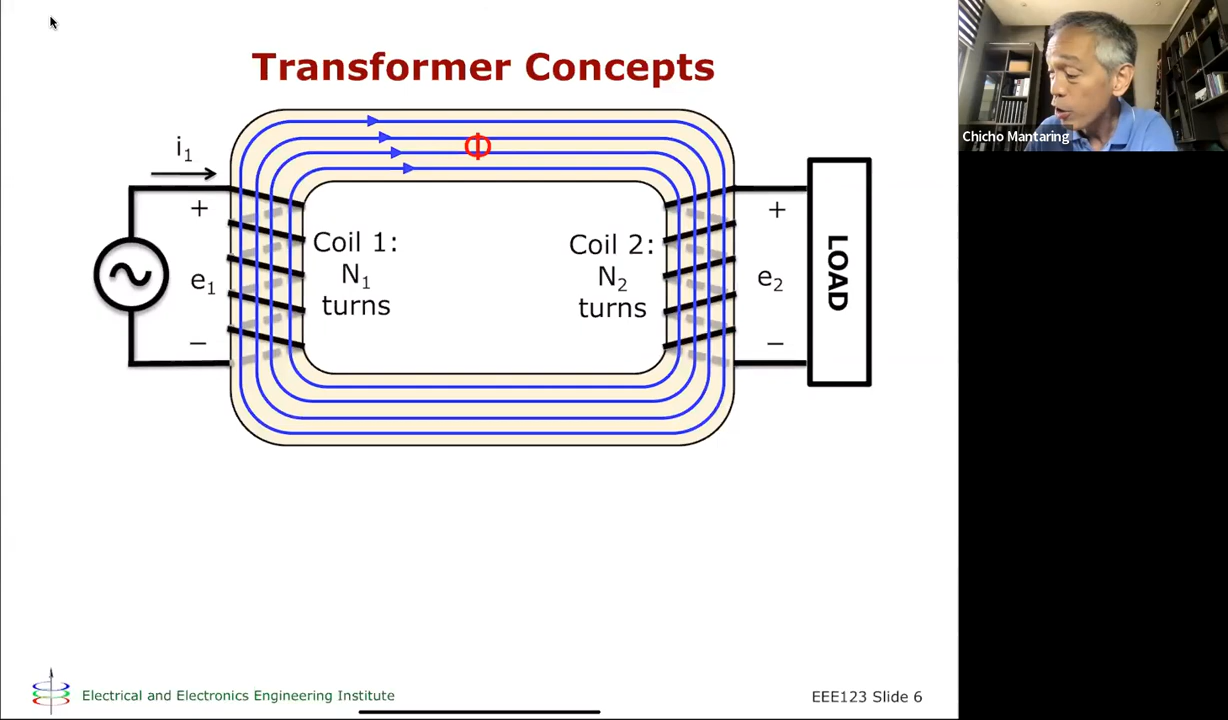 Transformer Concepts
Chicho Mantaring
i₁
Φ
+
+
Coil 1:
N₁
turns
Coil 2:
N₂
turns
e₁
e₂
LOAD
−
−
Electrical and Electronics Engineering Institute
EEE123 Slide 6